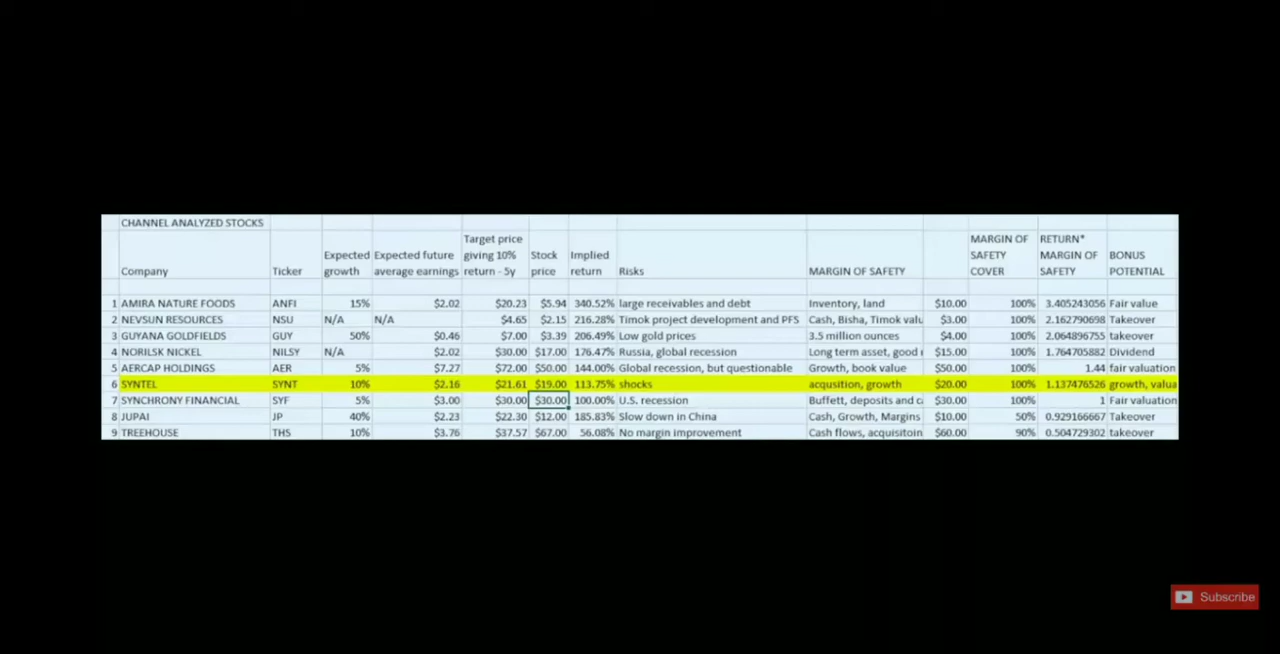 CHANNEL ANALYZED STOCKS
Company Ticker Expected growth Expected future average earnings Target price giving 10% return - 5y Stock price Implied return Risks MARGIN OF SAFETY MARGIN OF SAFETY COVER RETURN* MARGIN OF SAFETY BONUS POTENTIAL
1 AMIRA NATURE FOODS ANFI 15% $2.02 $20.23 $5.94 340.52% large receivables and debt Inventory, land $10.00 100% 3.405243056 Fair value
2 NEVSUN RESOURCES NSU N/A N/A $4.65 $2.15 216.28% Timok project development and PFS Cash, Bisha, Timok valu $3.00 100% 2.162790698 Takeover
3 GUYANA GOLDFIELDS GUY 50% $0.46 $7.00 $3.39 206.49% Low gold prices 3.5 million ounces $4.00 100% 2.064896755 takeover
4 NORILSK NICKEL NILSY N/A $2.02 $30.00 $17.00 176.47% Russia, global recession Long term asset, good $15.00 100% 1.764705882 Dividend
5 AERCAP HOLDINGS AER 5% $7.27 $72.00 $50.00 144.00% Global recession, but questionable Growth, book value $50.00 100% 1.44 fair valuation
6 SYNTEL SYNT 10% $2.16 $21.61 $19.00 113.75% shocks acqusition, growth $20.00 100% 1.137476526 growth, valua
7 SYNCHRONY FINANCIAL SYF 5% $3.00 $30.00 $30.00 100.00% U.S. recession Buffett, deposits and c $30.00 100% 1 Fair valuation
8 JUPAI JP 40% $2.23 $22.30 $12.00 185.83% Slow down in China Cash, Growth, Margins $10.00 50% 0.929166667 Takeover
9 TREEHOUSE THS 10% $3.76 $37.57 $67.00 56.08% No margin improvement Cash flows, acquisitoin $60.00 90% 0.504729302 takeover
Subscribe